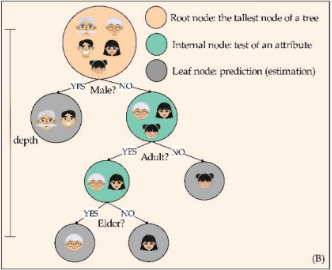 Root node: the tallest node of a tree
Internal node: test of an attribute
Leaf node: prediction (estimation)
YES Male? NO
depth
YES Adult? NO
YES Elder? NO
(B)